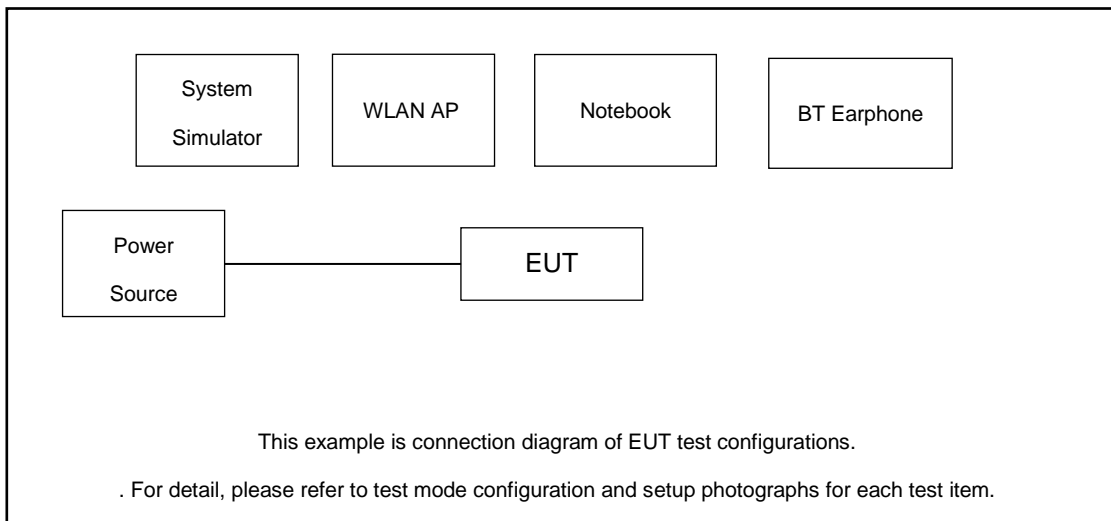 System
Simulator
WLAN AP
Notebook
BT Earphone
Power
Source
EUT
This example is connection diagram of EUT test configurations.
. For detail, please refer to test mode configuration and setup photographs for each test item.